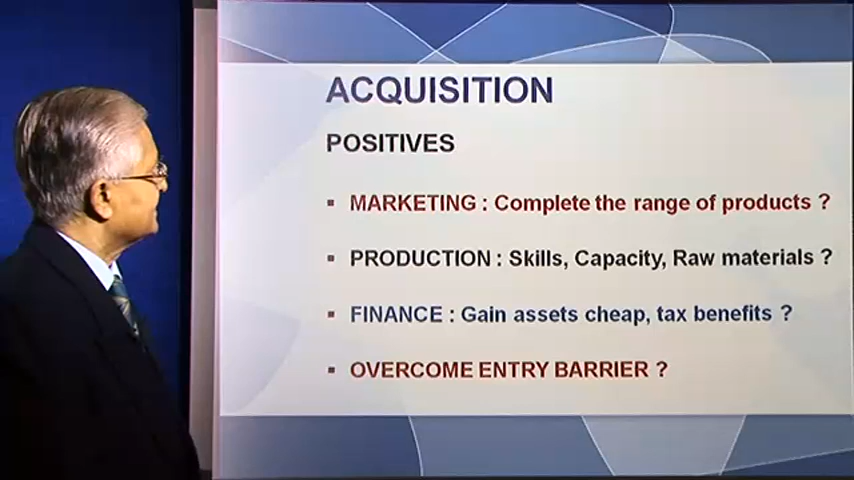 ACQUISITION
POSITIVES
▪ MARKETING : Complete the range of products ?
▪ PRODUCTION : Skills, Capacity, Raw materials ?
▪ FINANCE : Gain assets cheap, tax benefits ?
▪ OVERCOME ENTRY BARRIER ?